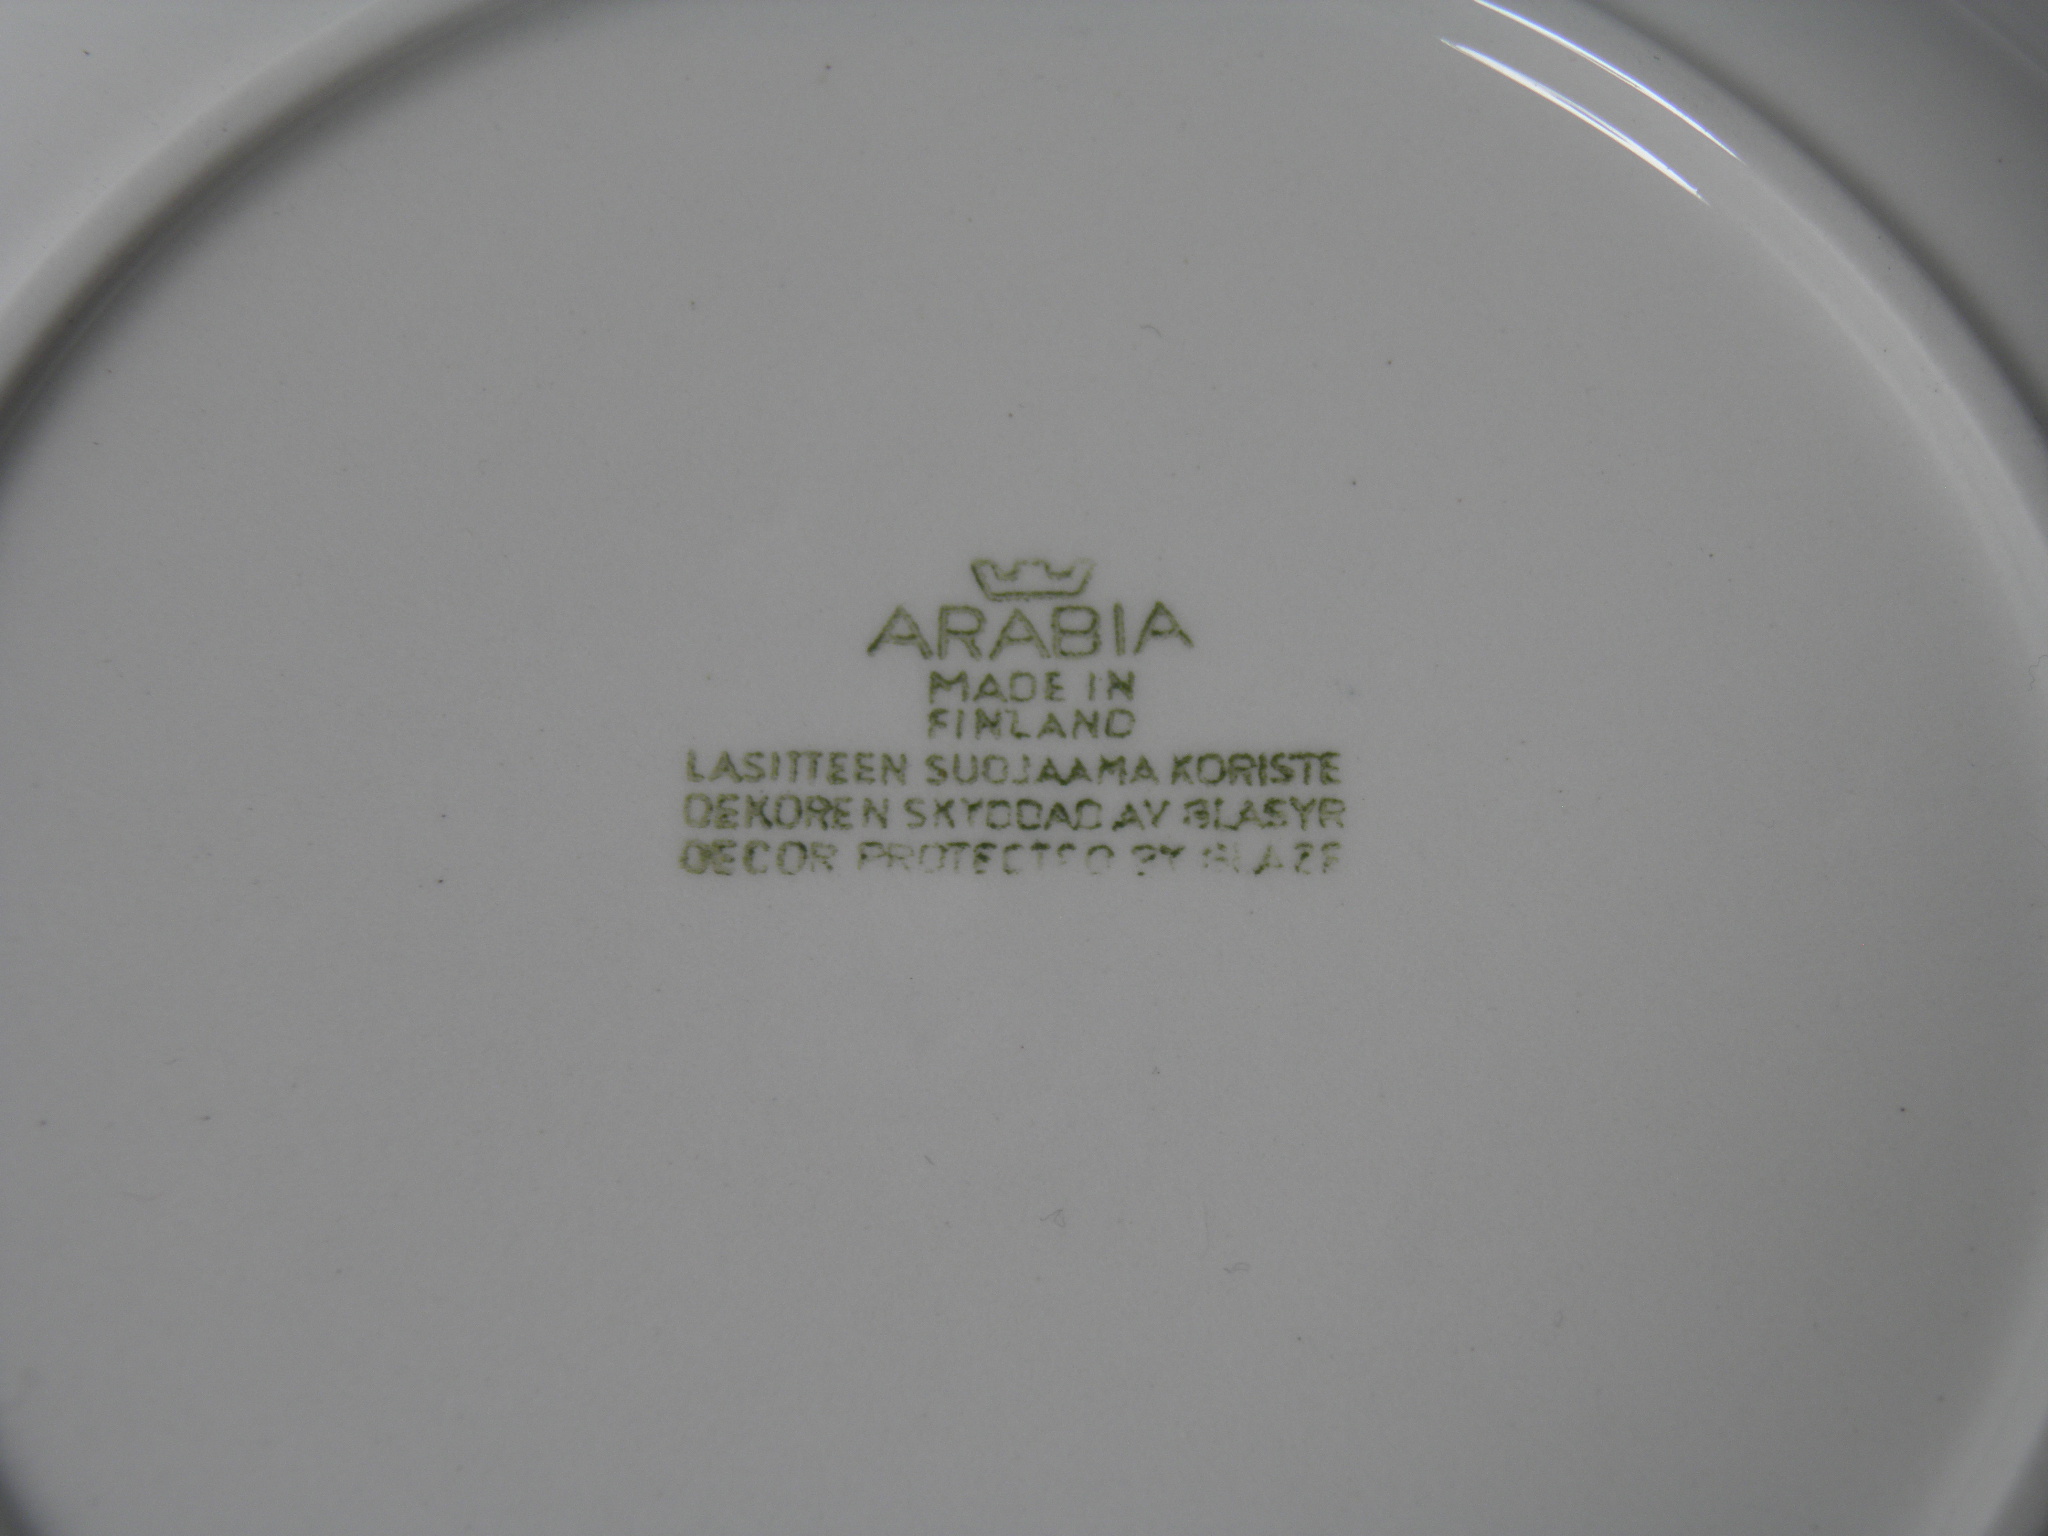 ARABIA
MADE IN
FINLAND
LASITTEEN SUOJAAMA KORISTE
DEKOREN SKYDDAD AV GLASYR
DECOR PROTECTED BY GLAZE